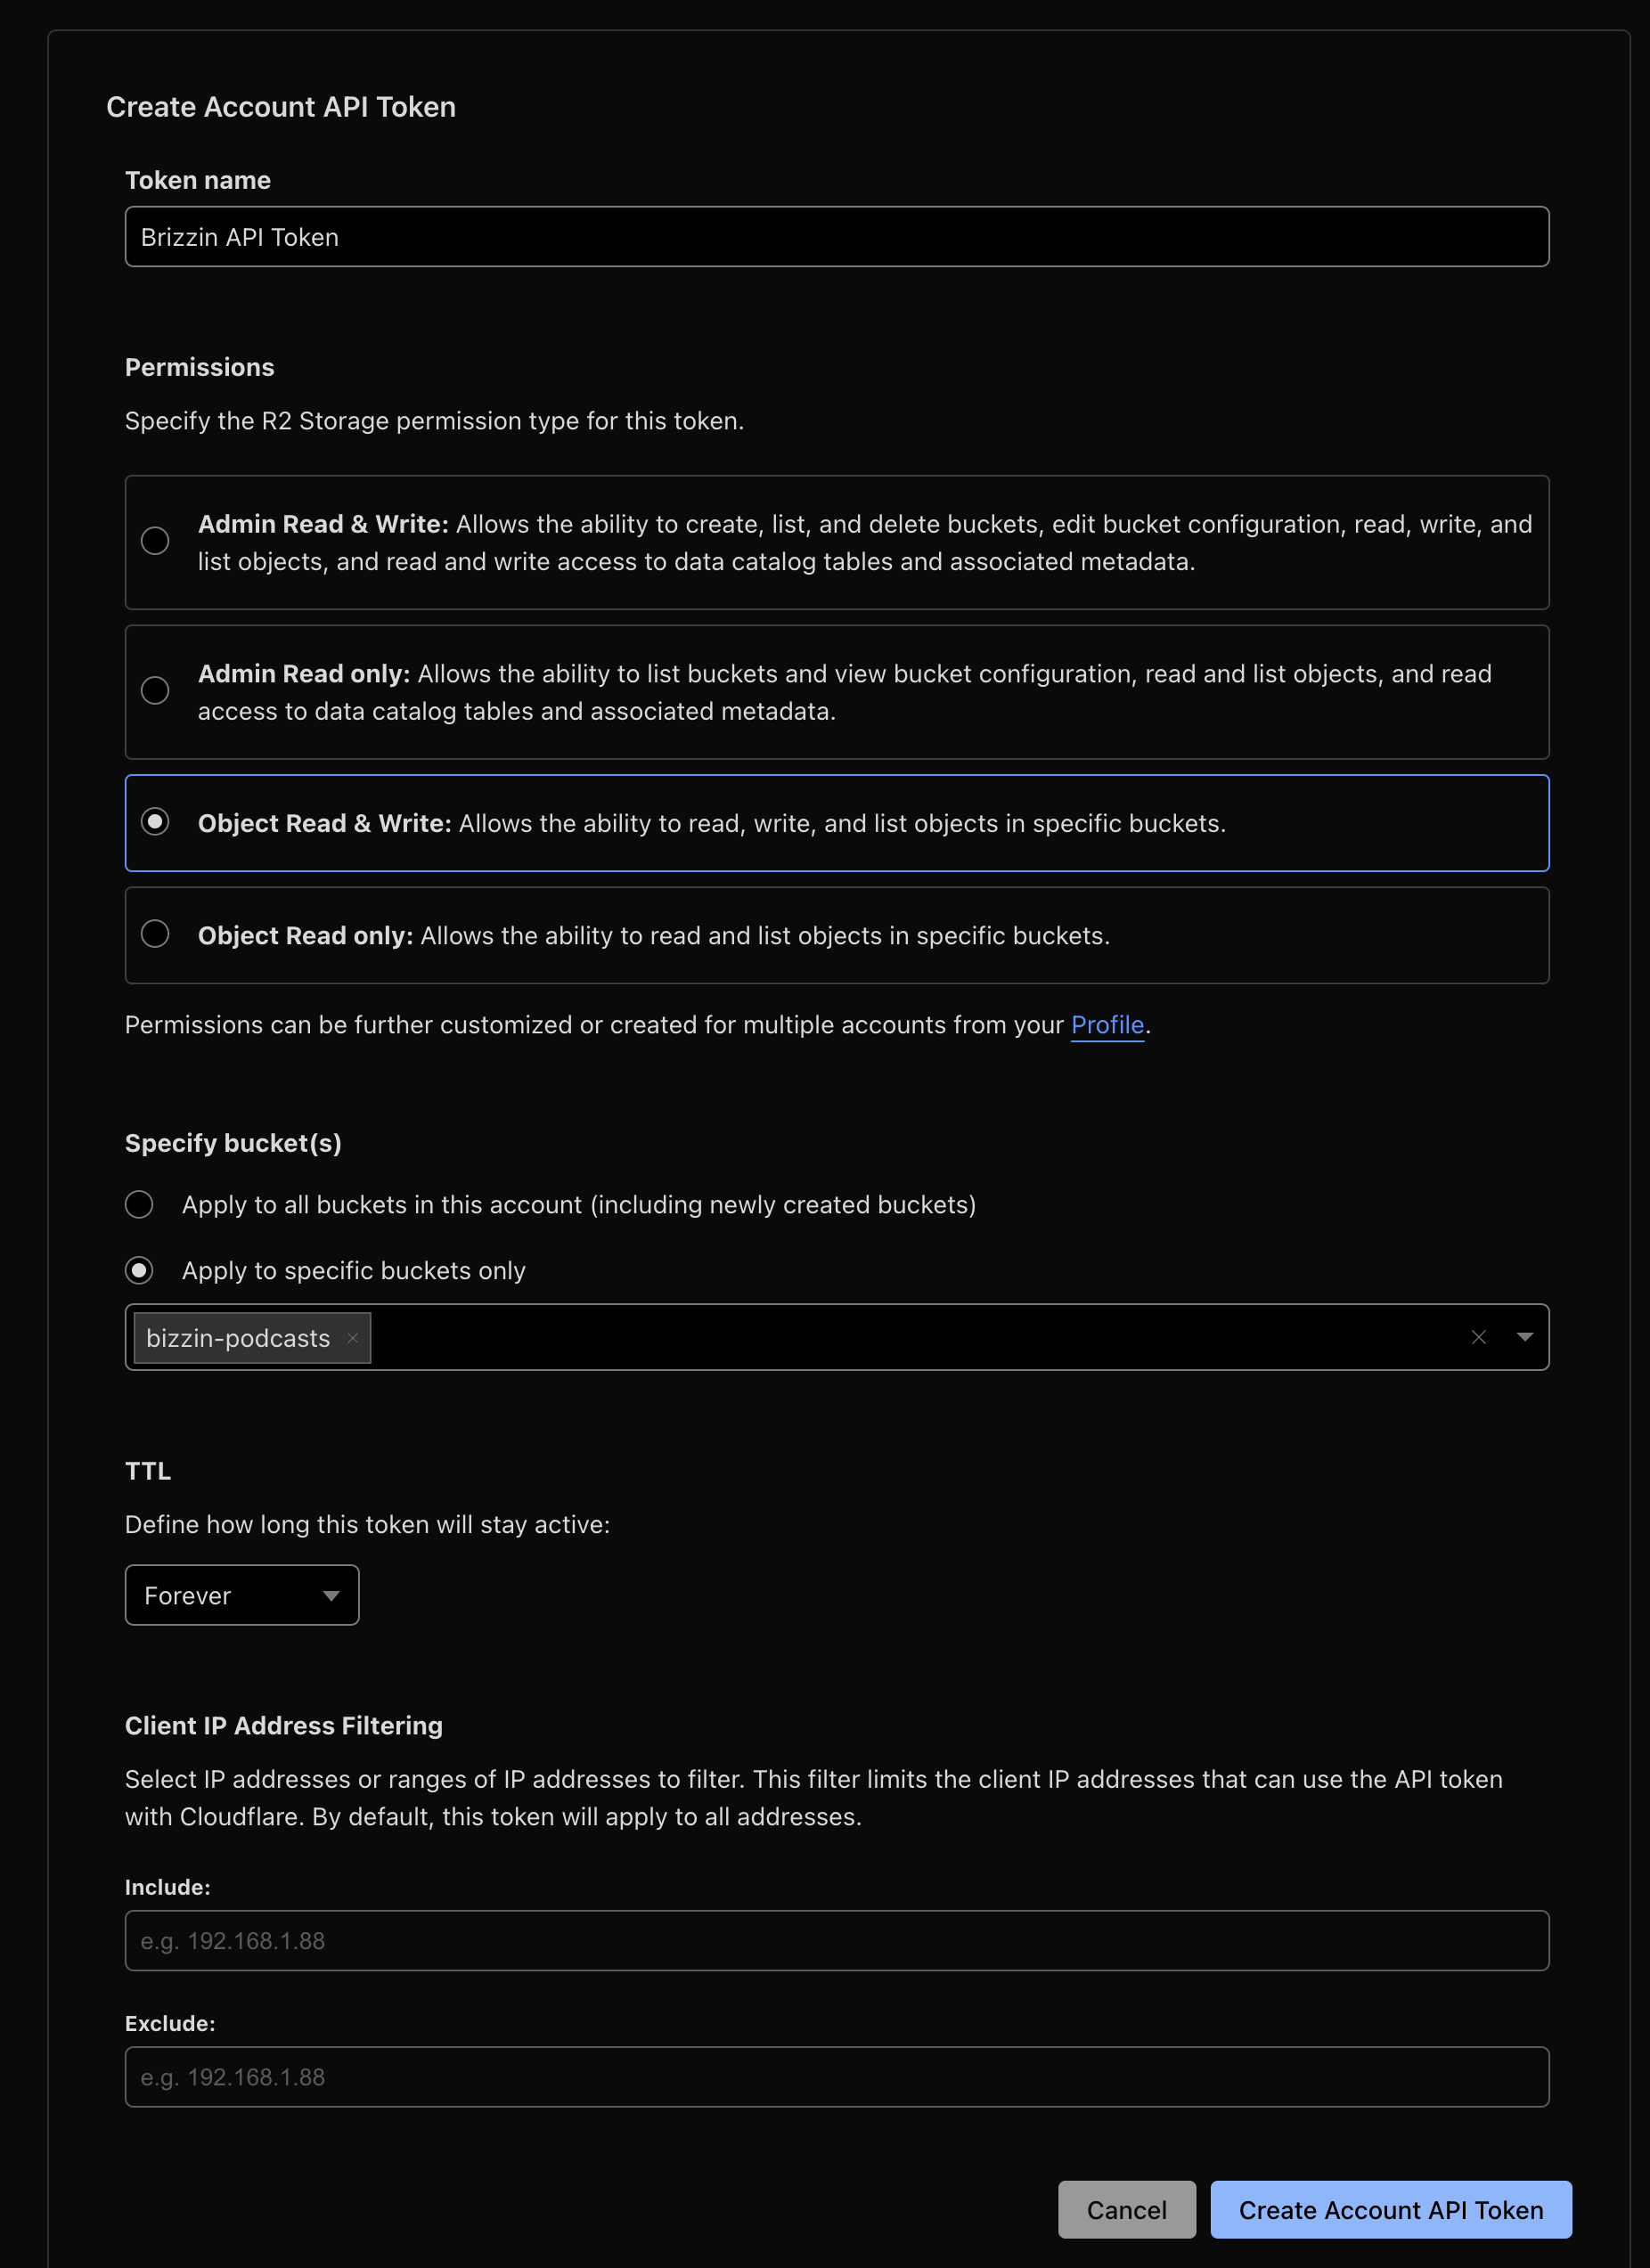 Create Account API Token
Token name
Brizzin API Token
Permissions
Specify the R2 Storage permission type for this token.
Admin Read & Write: Allows the ability to create, list, and delete buckets, edit bucket configuration, read, write, and
list objects, and read and write access to data catalog tables and associated metadata.
Admin Read only: Allows the ability to list buckets and view bucket configuration, read and list objects, and read
access to data catalog tables and associated metadata.
Object Read & Write: Allows the ability to read, write, and list objects in specific buckets.
Object Read only: Allows the ability to read and list objects in specific buckets.
Permissions can be further customized or created for multiple accounts from your Profile.
Specify bucket(s)
Apply to all buckets in this account (including newly created buckets)
Apply to specific buckets only
bizzin-podcasts
TTL
Define how long this token will stay active:
Forever
Client IP Address Filtering
Select IP addresses or ranges of IP addresses to filter. This filter limits the client IP addresses that can use the API token
with Cloudflare. By default, this token will apply to all addresses.
Include:
e.g. 192.168.1.88
Exclude:
e.g. 192.168.1.88
Cancel Create Account API Token